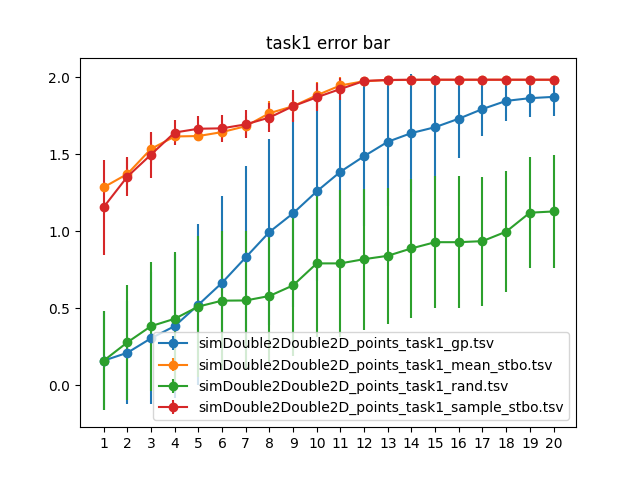 task1 error bar
2.0
1.5
1.0
0.5
0.0
simDouble2Double2D_points_task1_gp.tsv
simDouble2Double2D_points_task1_mean_stbo.tsv
simDouble2Double2D_points_task1_rand.tsv
simDouble2Double2D_points_task1_sample_stbo.tsv
1 2 3 4 5 6 7 8 9 10 11 12 13 14 15 16 17 18 19 20